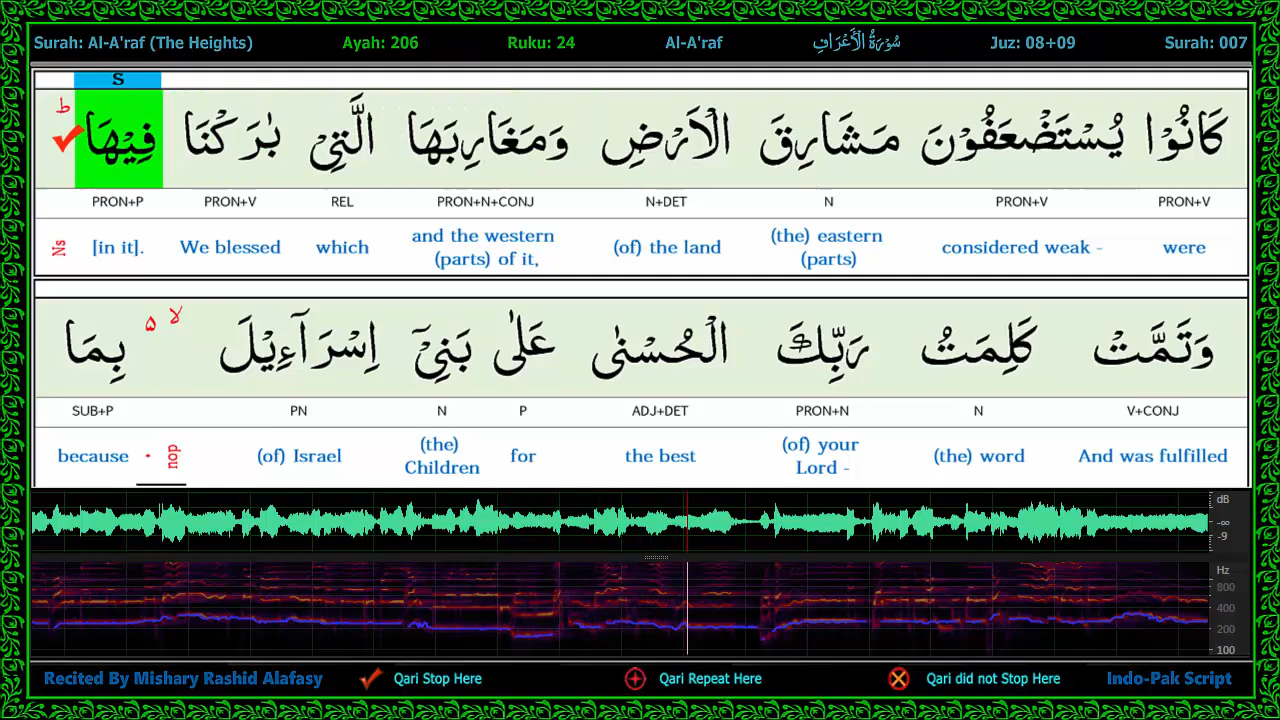 Surah: Al-A'raf (The Heights) Ayah: 206 Ruku: 24 Al-A'raf سُوْرَةُ الْأَعْرَافِ Juz: 08+09 Surah: 007
S
كَانُوْا يُسْتَضْعَفُوْنَ مَشَارِقَ الْاَرْضِ وَمَغَارِبَهَا الَّتِىْ بٰرَكْنَا فِيْهَا ط
PRON+P PRON+V REL PRON+N+CONJ N+DET N PRON+V PRON+V
Ns [in it]. We blessed which and the western (parts) of it, (of) the land (the) eastern (parts) considered weak - were
وَتَمَّتْ كَلِمَتُ رَبِّكَ الْحُسْنٰى عَلٰى بَنِىْٓ اِسْرَآءِيْلَ لا ۵ بِمَا
SUB+P PN N P ADJ+DET PRON+N N V+CONJ
because • nop (of) Israel (the) Children for the best (of) your Lord - (the) word And was fulfilled
dB
-∞
-9
Hz
800
400
200
100
Recited By Mishary Rashid Alafasy Qari Stop Here Qari Repeat Here Qari did not Stop Here Indo-Pak Script